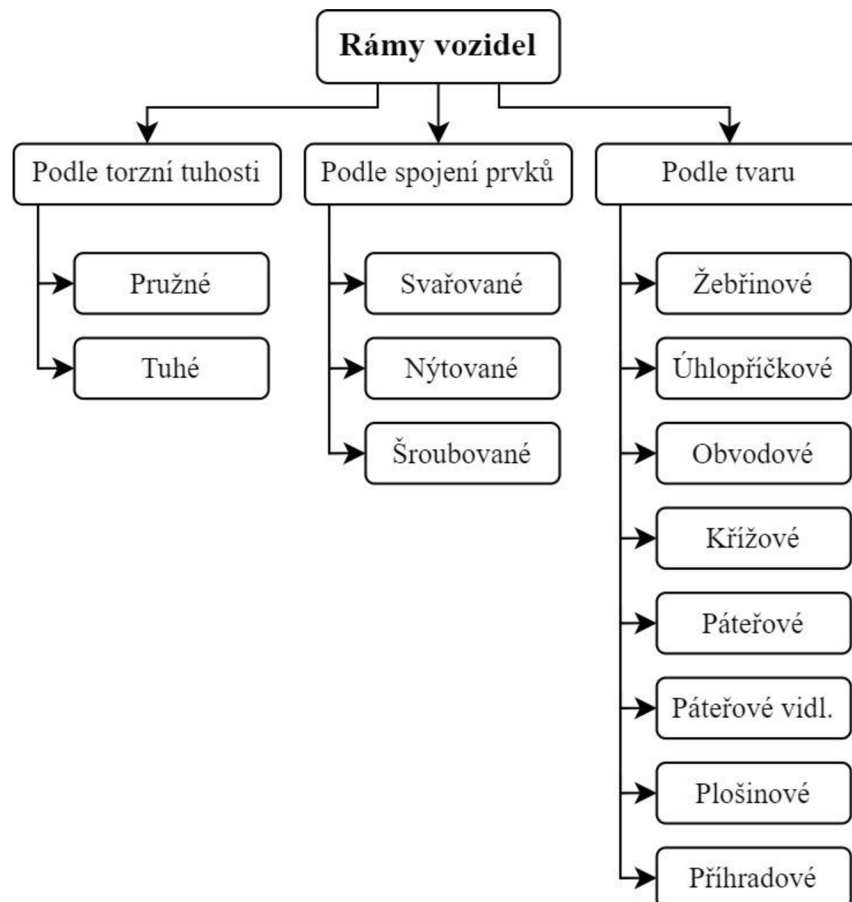 Rámy vozidel
Podle torzní tuhosti
Pružné
Tuhé
Podle spojení prvků
Svařované
Nýtované
Šroubované
Podle tvaru
Žebřinové
Úhlopříčkové
Obvodové
Křížové
Páteřové
Páteřové vidl.
Plošinové
Příhradové